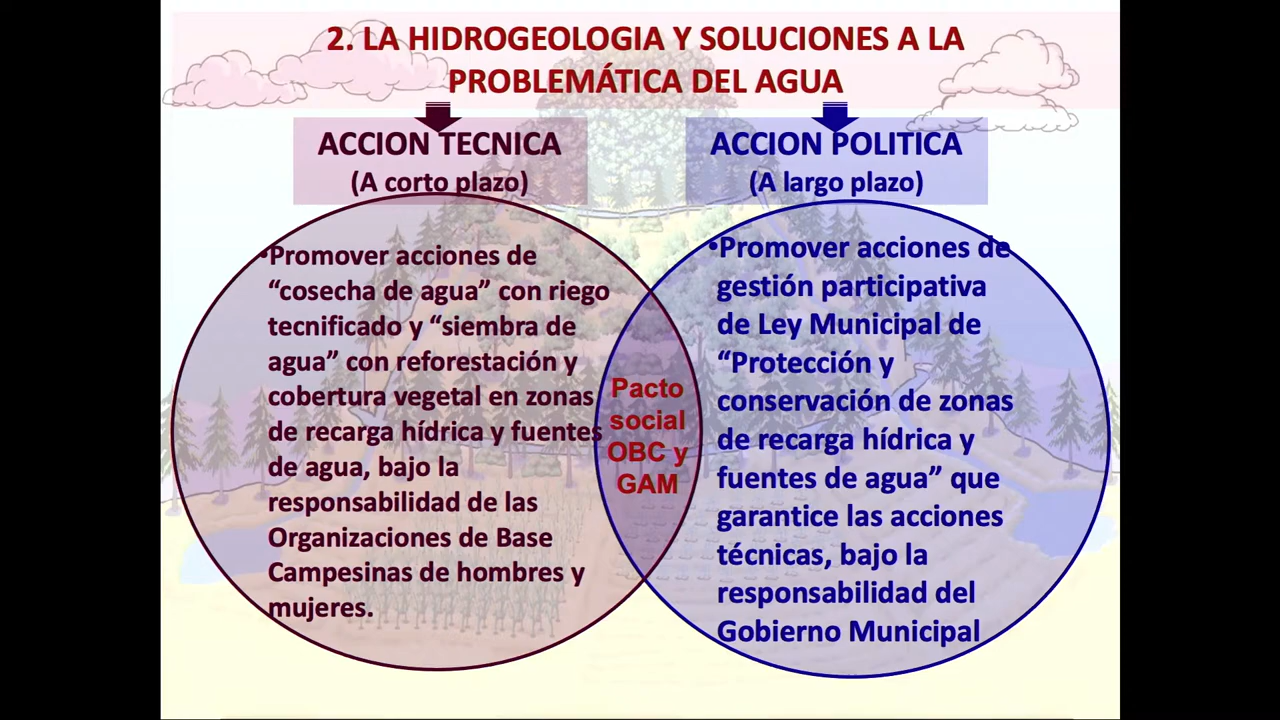 2. LA HIDROGEOLOGIA Y SOLUCIONES A LA
PROBLEMÁTICA DEL AGUA
ACCION TECNICA
(A corto plazo)
•Promover acciones de
“cosecha de agua” con riego
tecnificado y “siembra de
agua” con reforestación y
cobertura vegetal en zonas
de recarga hídrica y fuentes
de agua, bajo la
responsabilidad de las
Organizaciones de Base
Campesinas de hombres y
mujeres.
Pacto
social
OBC y
GAM
ACCION POLITICA
(A largo plazo)
•Promover acciones de
gestión participativa
de Ley Municipal de
“Protección y
conservación de zonas
de recarga hídrica y
fuentes de agua” que
garantice las acciones
técnicas, bajo la
responsabilidad del
Gobierno Municipal